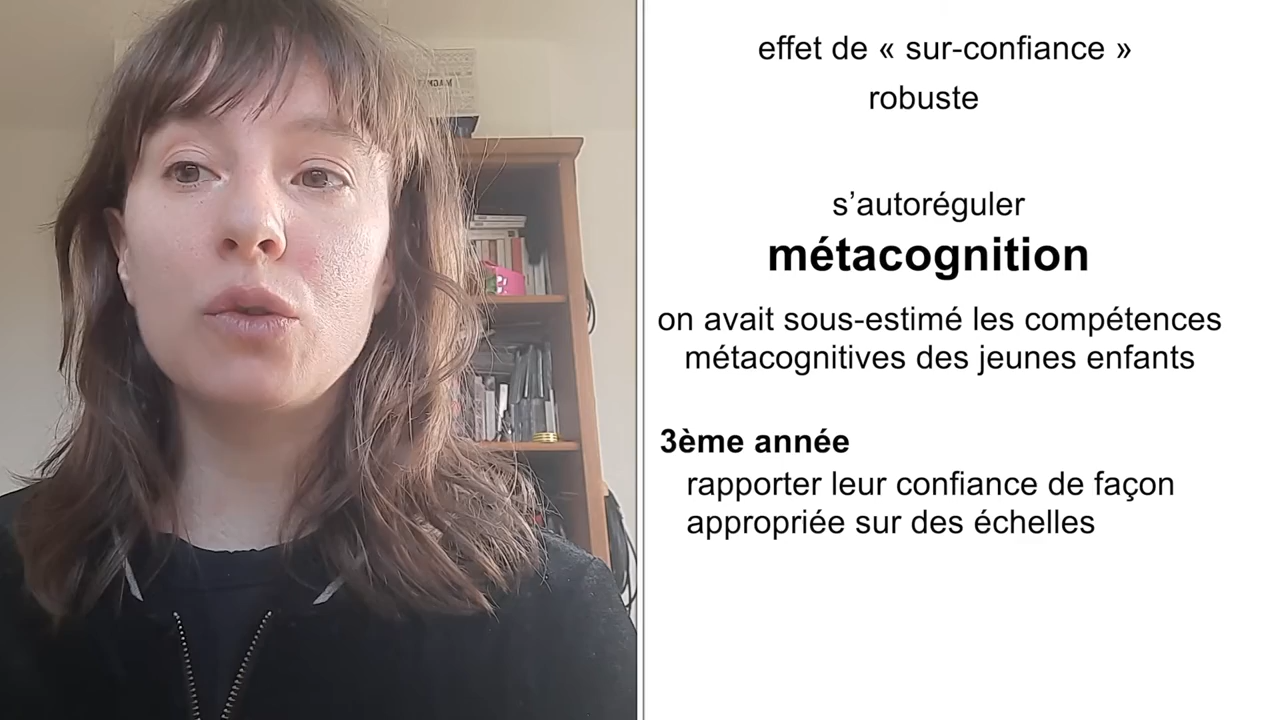 effet de « sur-confiance »
robuste
s’autoréguler
métacognition
on avait sous-estimé les compétences
métacognitives des jeunes enfants
3ème année
rapporter leur confiance de façon
appropriée sur des échelles